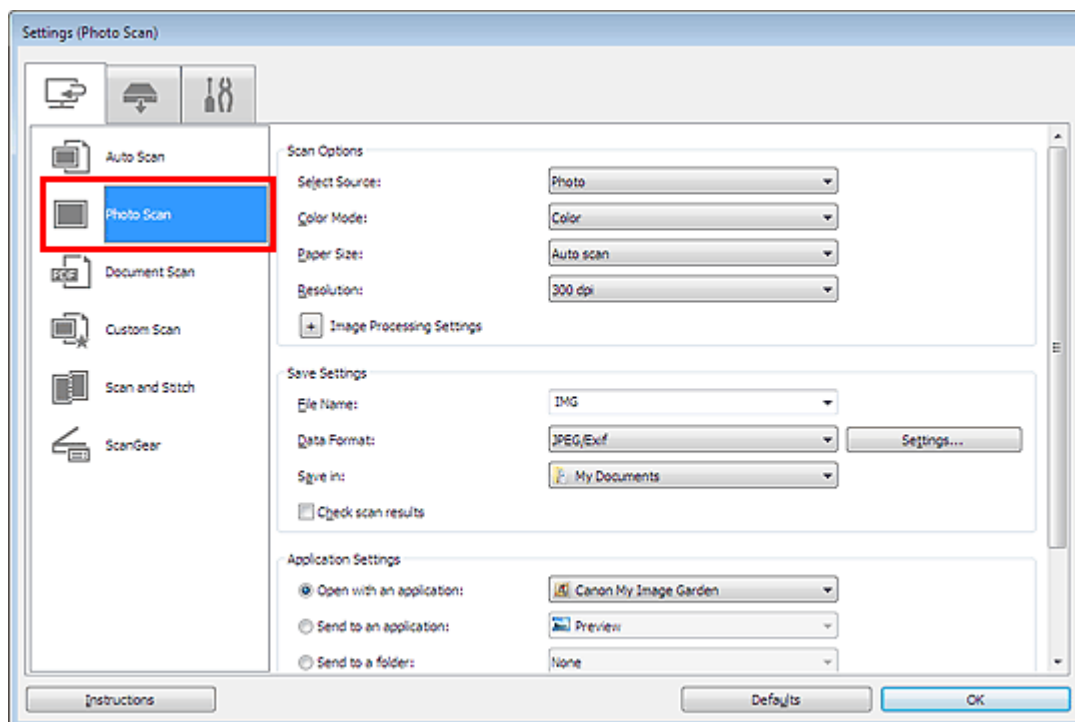 Settings (Photo Scan)
Auto Scan
Photo Scan
PDF
Document Scan
Custom Scan
Scan and Stitch
ScanGear
Scan Options
Select Source: Photo
Color Mode: Color
Paper Size: Auto scan
Resolution: 300 dpi
+ Image Processing Settings
Save Settings
File Name: IMG
Data Format: JPEG/Exif Settings...
Save in: My Documents
Check scan results
Application Settings
Open with an application: Canon My Image Garden
Send to an application: Preview
Send to a folder: None
Instructions Defaults OK